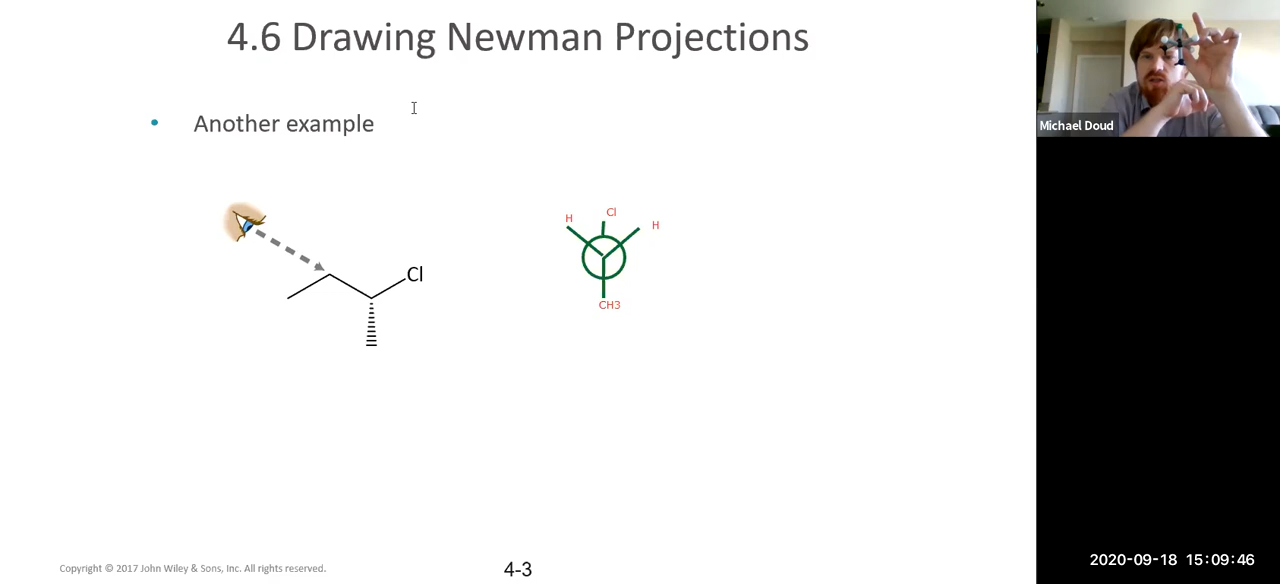 4.6 Drawing Newman Projections
• Another example
Cl
H
Cl
H
CH3
Michael Doud
Copyright © 2017 John Wiley & Sons, Inc. All rights reserved.
4-3
2020-09-18 15:09:46